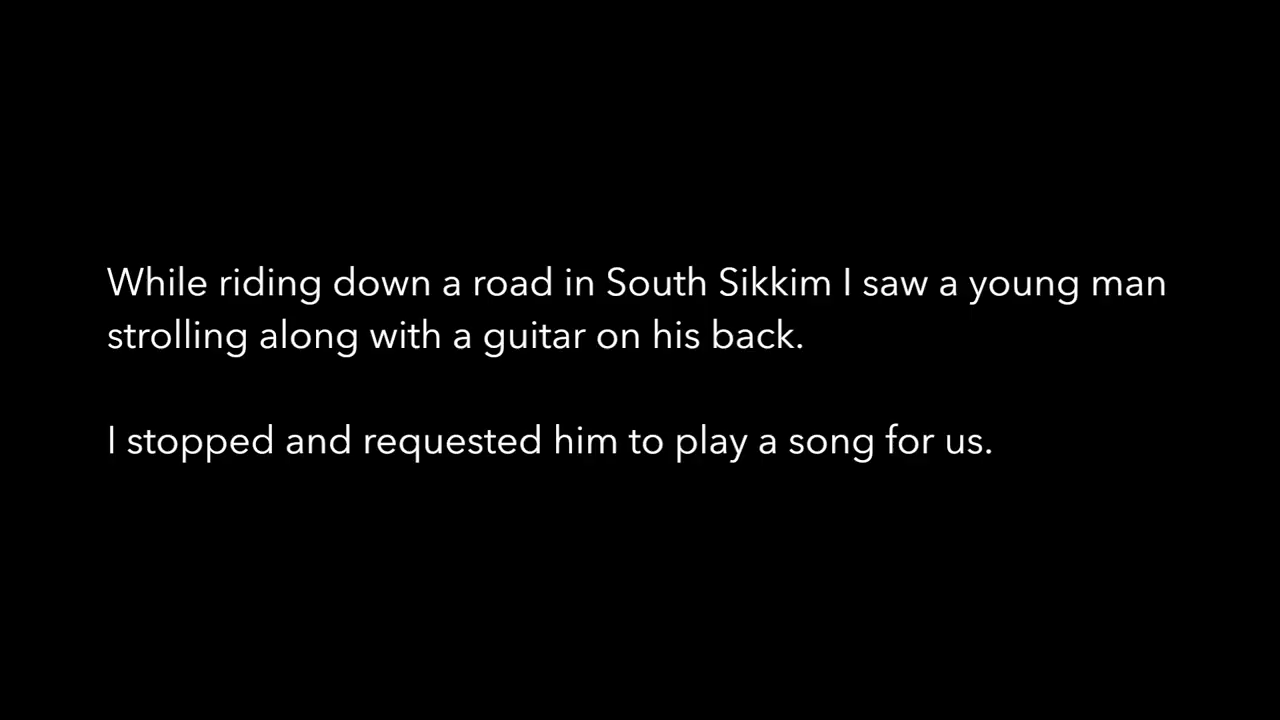 While riding down a road in South Sikkim I saw a young man
strolling along with a guitar on his back.
I stopped and requested him to play a song for us.